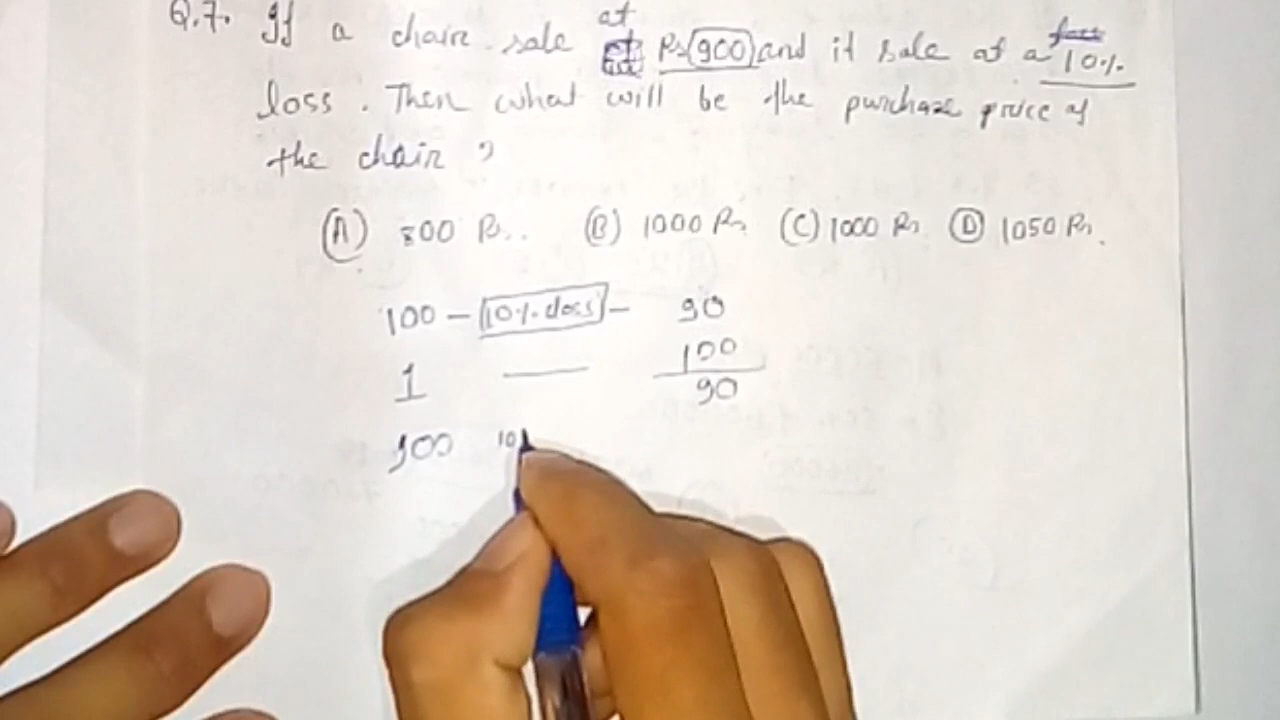 Q.7. If a chair sale at Rs 900 and it sale at a 10%
loss. Then what will be the purchase price of
the chair ?
(A) 800 Rs. (B) 1000 Rs. (C) 1000 Rs (D) 1050 Rs.
100 - 10% loss - 90
1 — 100
90
900 10